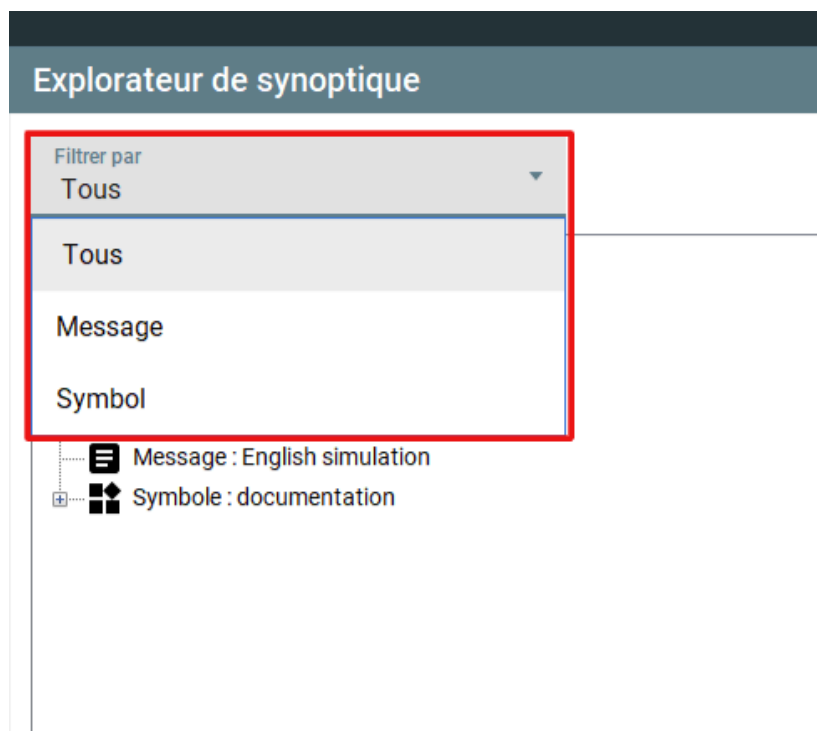 Explorateur de synoptique
Filtrer par
Tous
Tous
Message
Symbol
Message : English simulation
Symbole : documentation